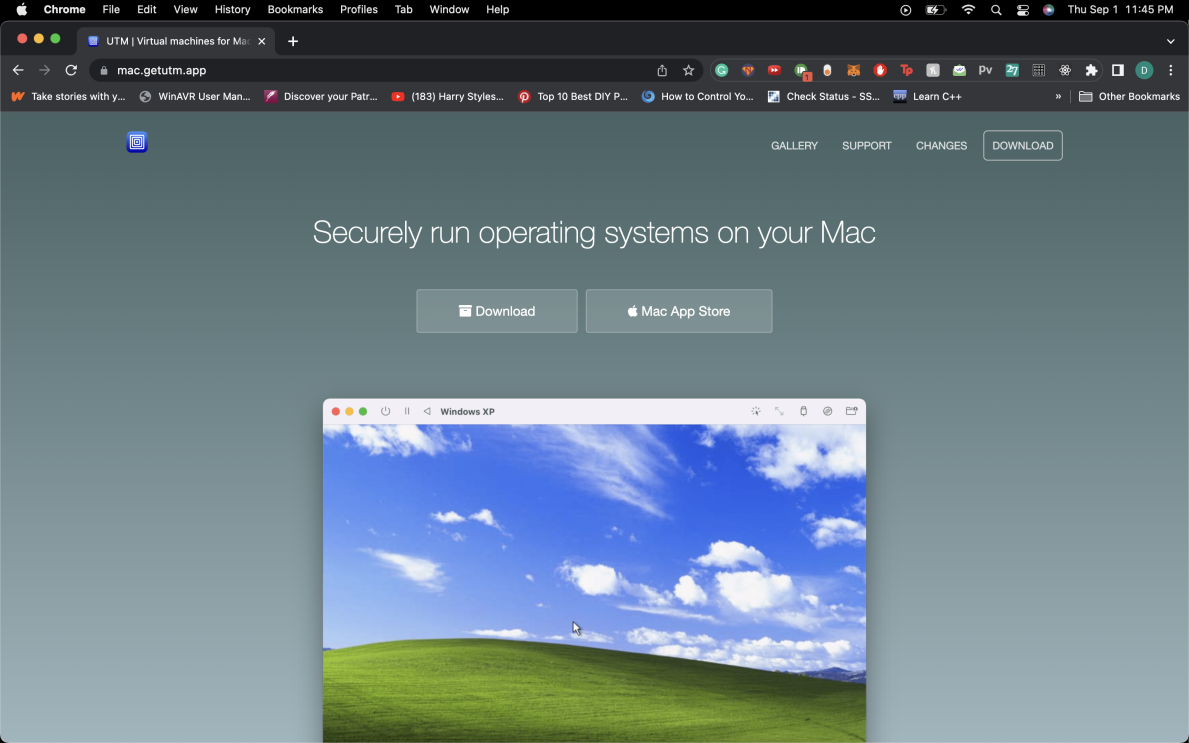 Chrome File Edit View History Bookmarks Profiles Tab Window Help Thu Sep 1 11:45 PM
UTM | Virtual machines for Mac
mac.getutm.app
Take stories with y... WinAVR User Man... Discover your Patr... (183) Harry Styles... Top 10 Best DIY P... How to Control Yo... Check Status - SS... Learn C++ » Other Bookmarks
GALLERY SUPPORT CHANGES DOWNLOAD
Securely run operating systems on your Mac
Download Mac App Store
Windows XP